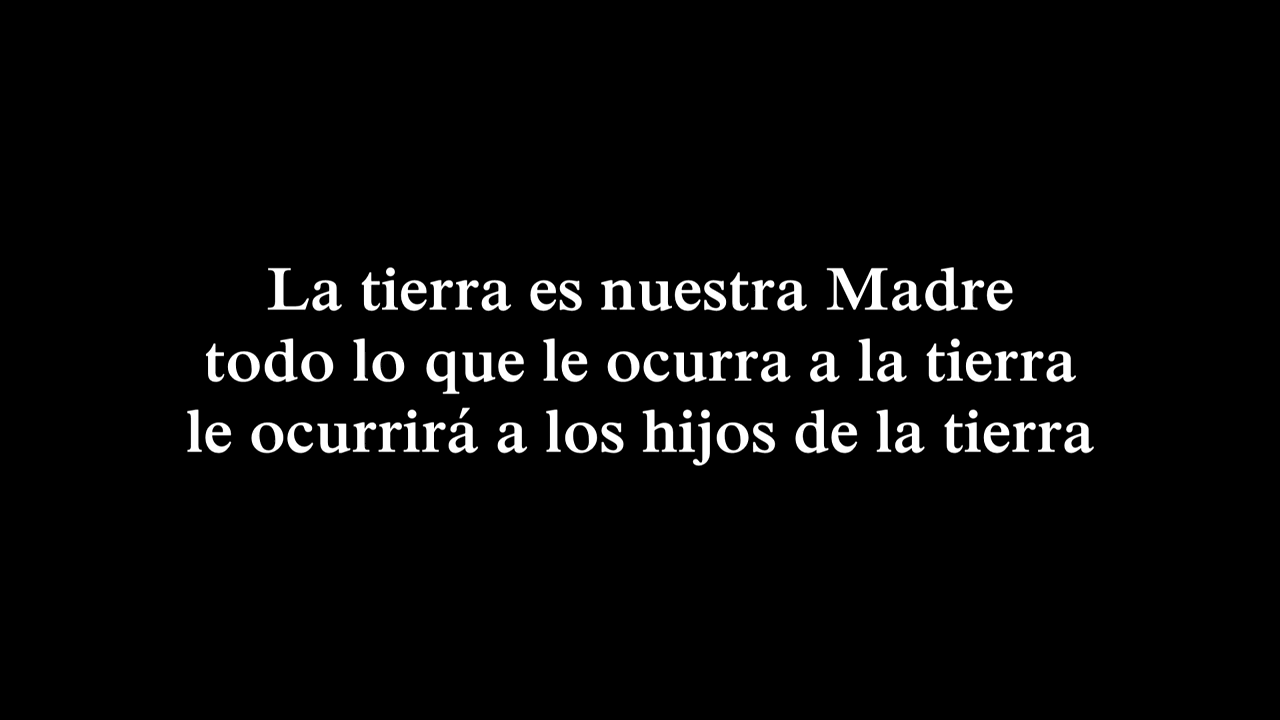 La tierra es nuestra Madre
todo lo que le ocurra a la tierra
le ocurrirá a los hijos de la tierra